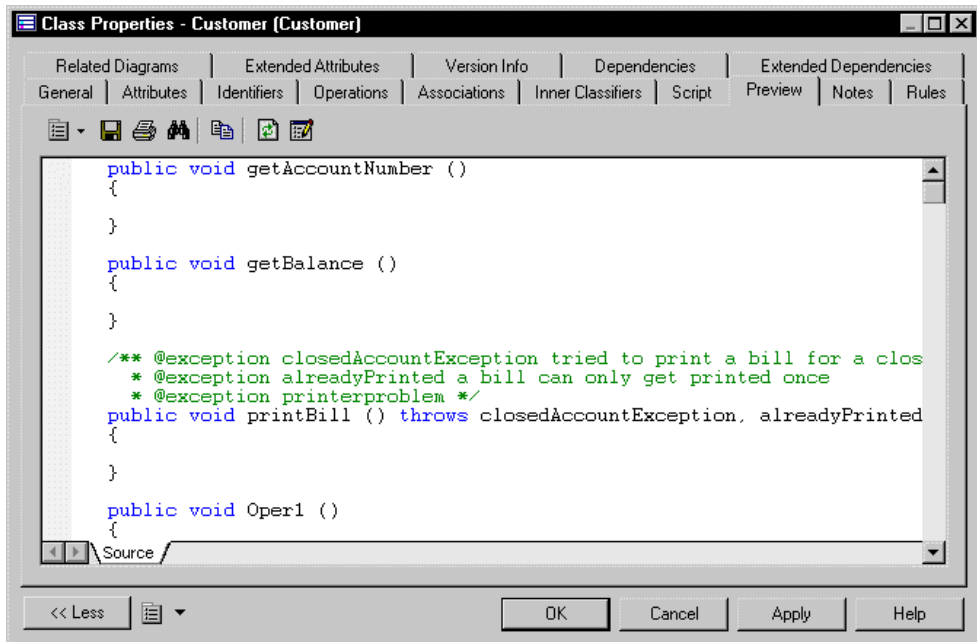 Class Properties - Customer (Customer)
Related Diagrams Extended Attributes Version Info Dependencies Extended Dependencies
General Attributes Identifiers Operations Associations Inner Classifiers Script Preview Notes Rules
public void getAccountNumber ()
{
}
public void getBalance ()
{
}
/** @exception closedAccountException tried to print a bill for a clos
* @exception alreadyPrinted a bill can only get printed once
* @exception printerproblem */
public void printBill () throws closedAccountException, alreadyPrinted
{
}
public void Oper1 ()
{
Source
<< Less OK Cancel Apply Help